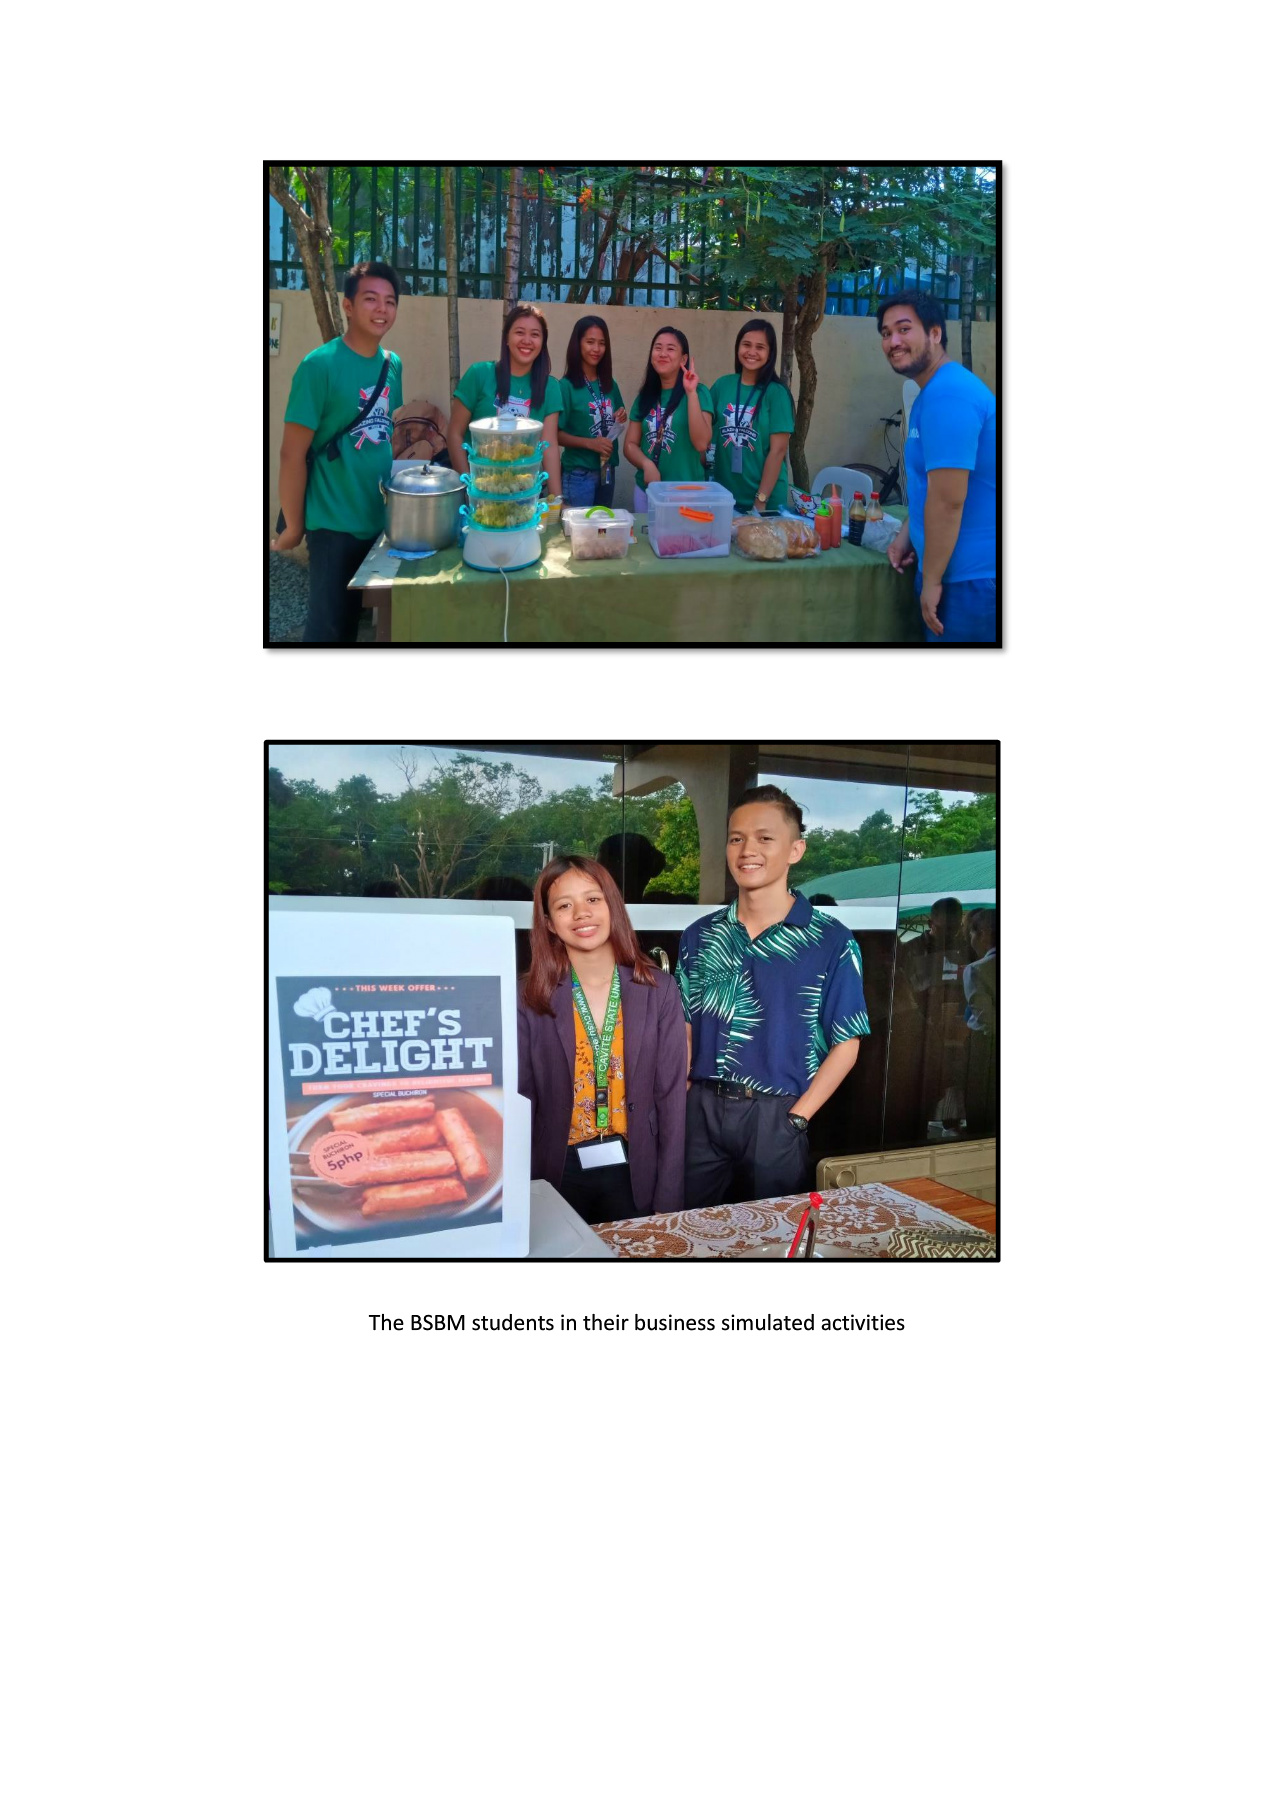 THIS WEEK OFFER
CHEF'S
DELIGHT
SPECIAL BUCHIRON
SPECIAL
BUCHIRON
5php
CAVITE STATE UNIV
The BSBM students in their business simulated activities